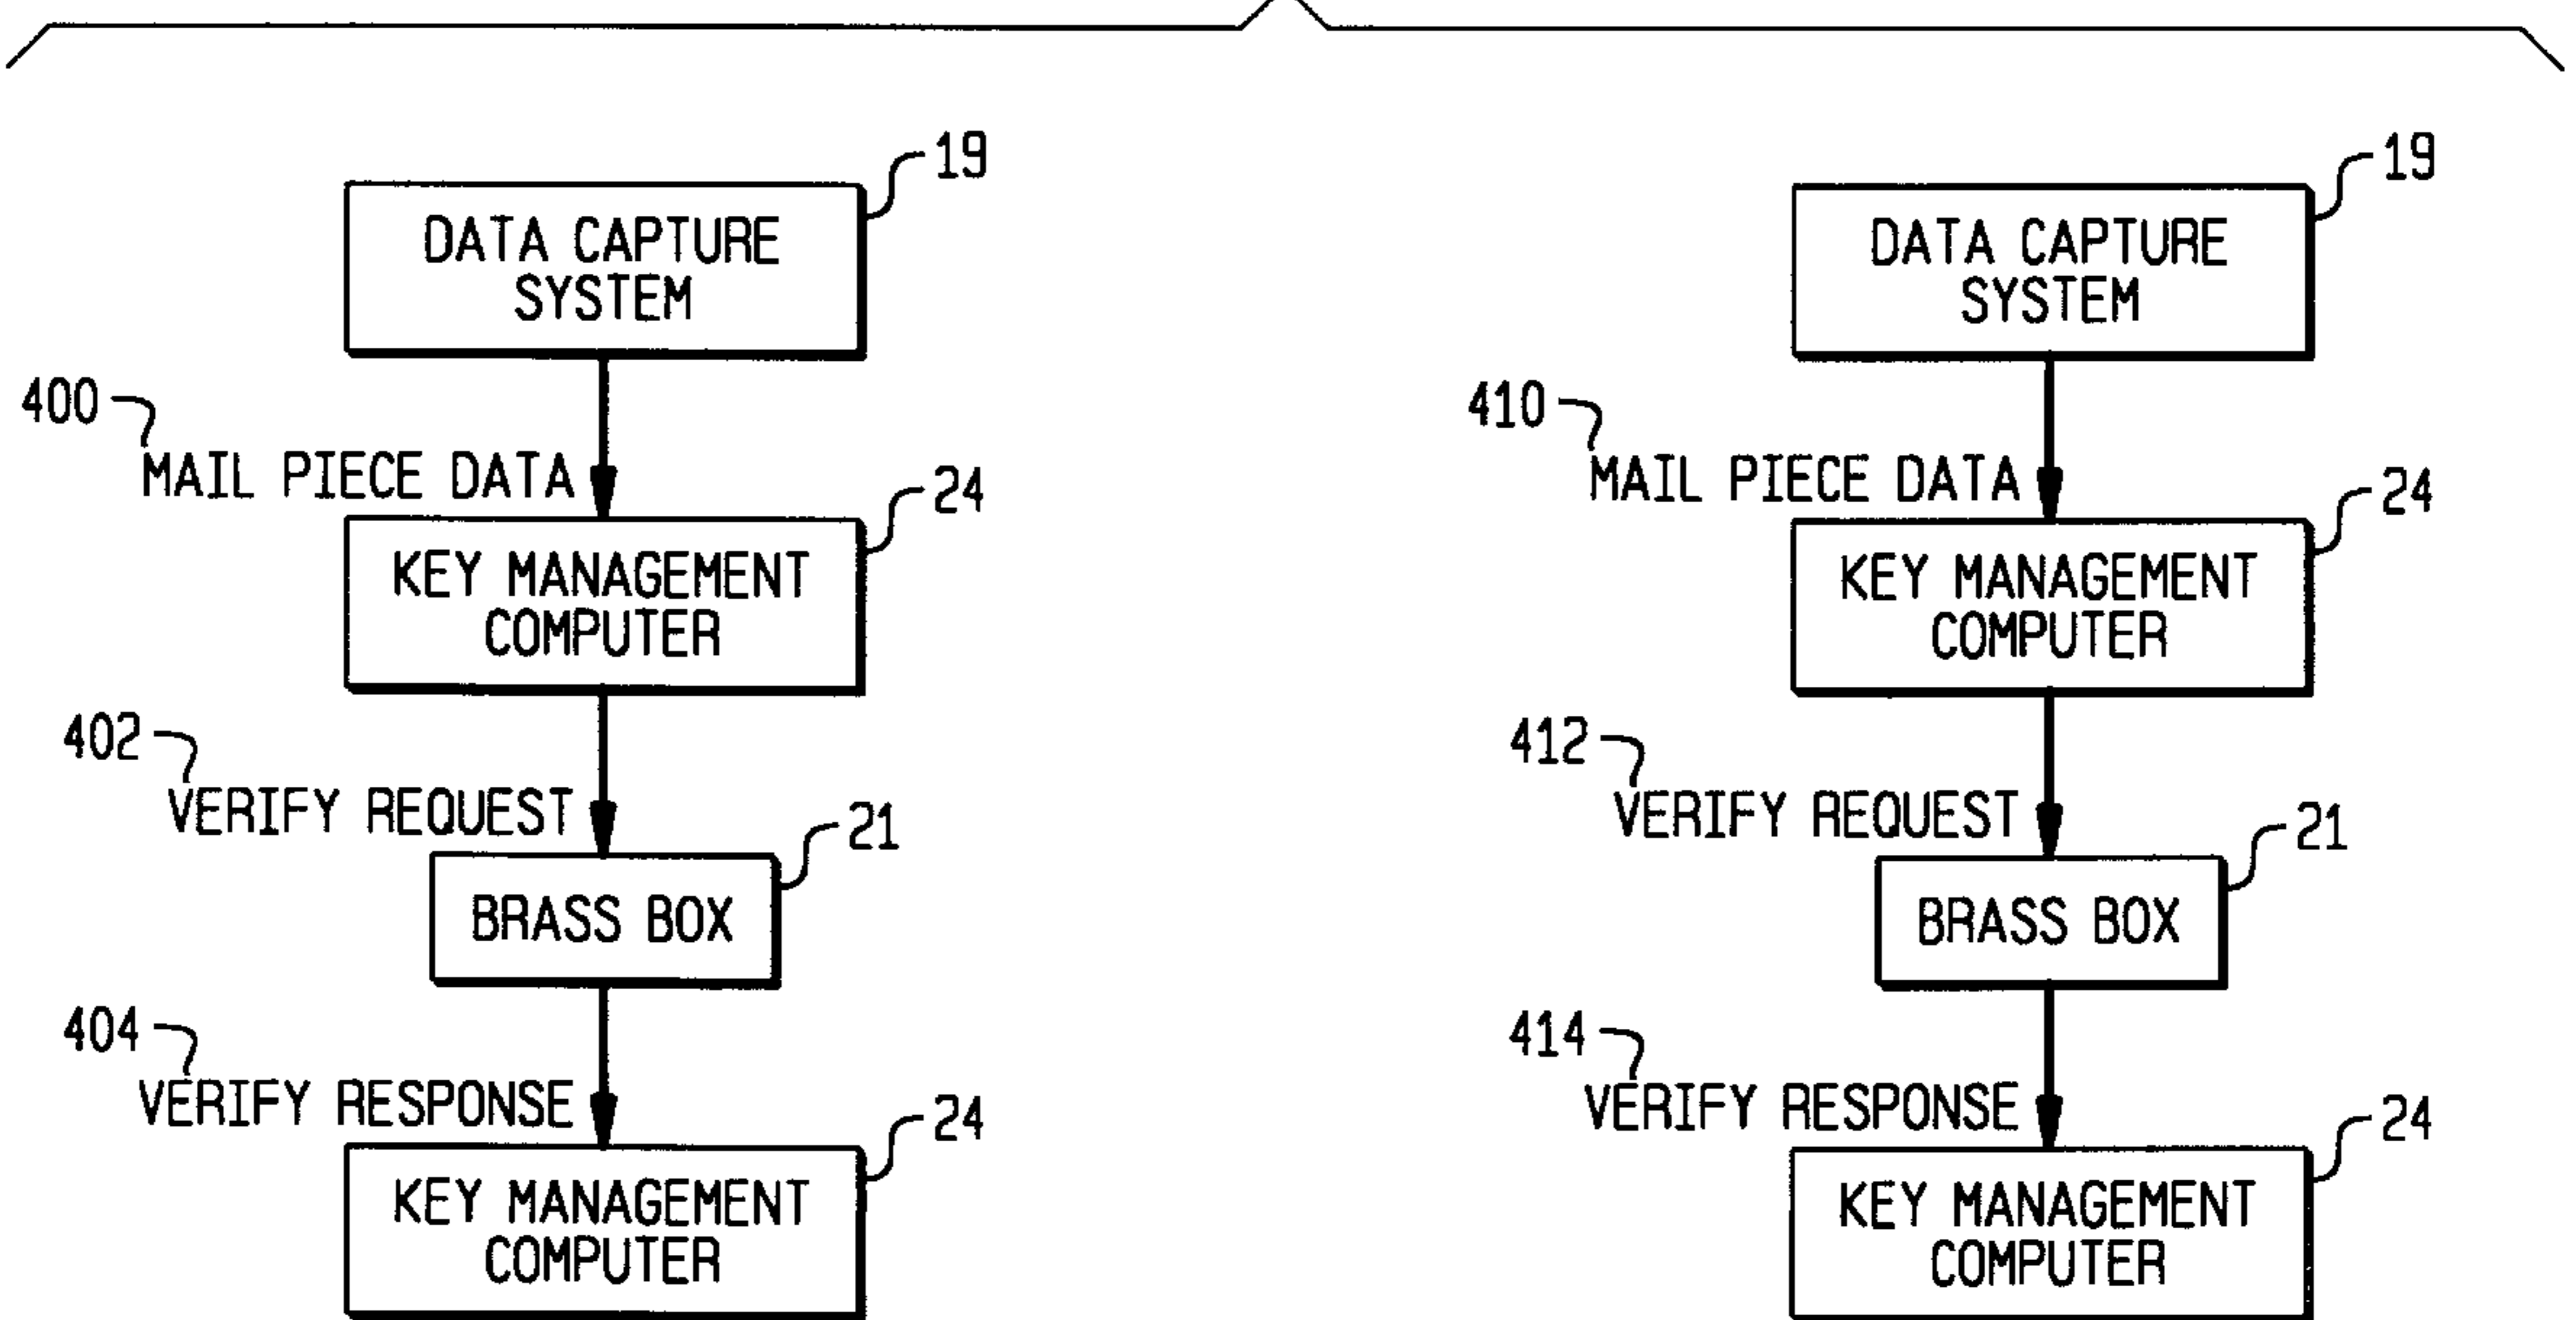 19
DATA CAPTURE
SYSTEM
400
MAIL PIECE DATA
24
KEY MANAGEMENT
COMPUTER
402
VERIFY REQUEST
21
BRASS BOX
404
VERIFY RESPONSE
24
KEY MANAGEMENT
COMPUTER
19
DATA CAPTURE
SYSTEM
410
MAIL PIECE DATA
24
KEY MANAGEMENT
COMPUTER
412
VERIFY REQUEST
21
BRASS BOX
414
VERIFY RESPONSE
24
KEY MANAGEMENT
COMPUTER